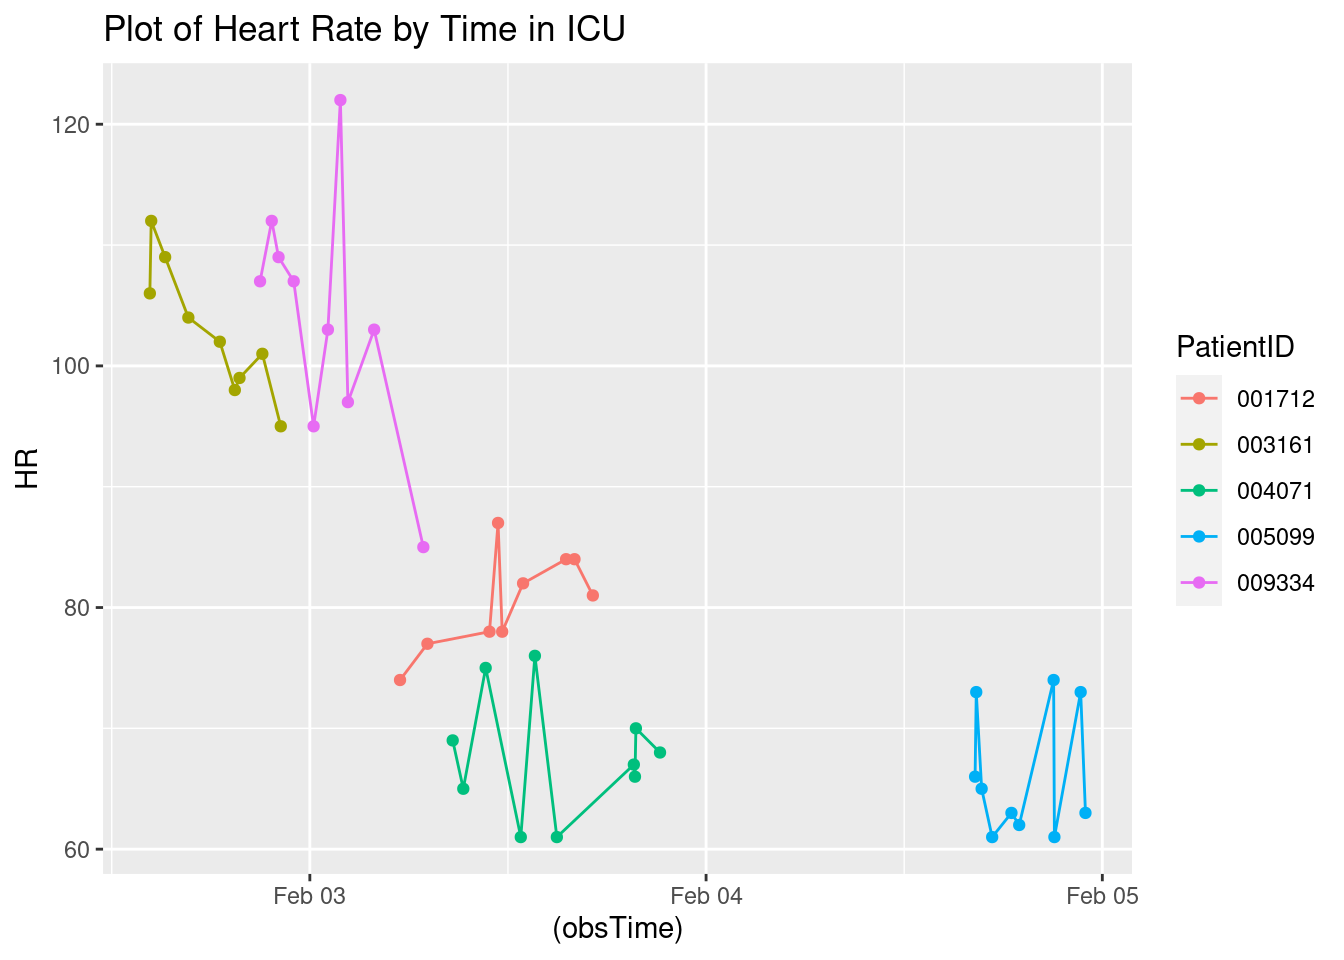 Plot of Heart Rate by Time in ICU
120
100
80
60
HR
Feb 03
Feb 04
Feb 05
(obsTime)
PatientID
001712
003161
004071
005099
009334